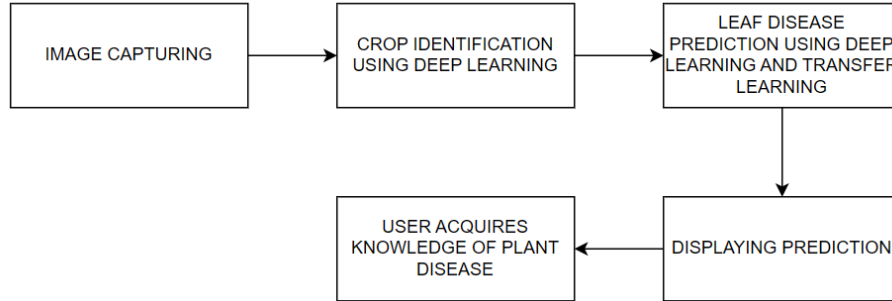 IMAGE CAPTURING
CROP IDENTIFICATION
USING DEEP LEARNING
LEAF DISEASE
PREDICTION USING DEEP
LEARNING AND TRANSFER
LEARNING
USER ACQUIRES
KNOWLEDGE OF PLANT
DISEASE
DISPLAYING PREDICTION